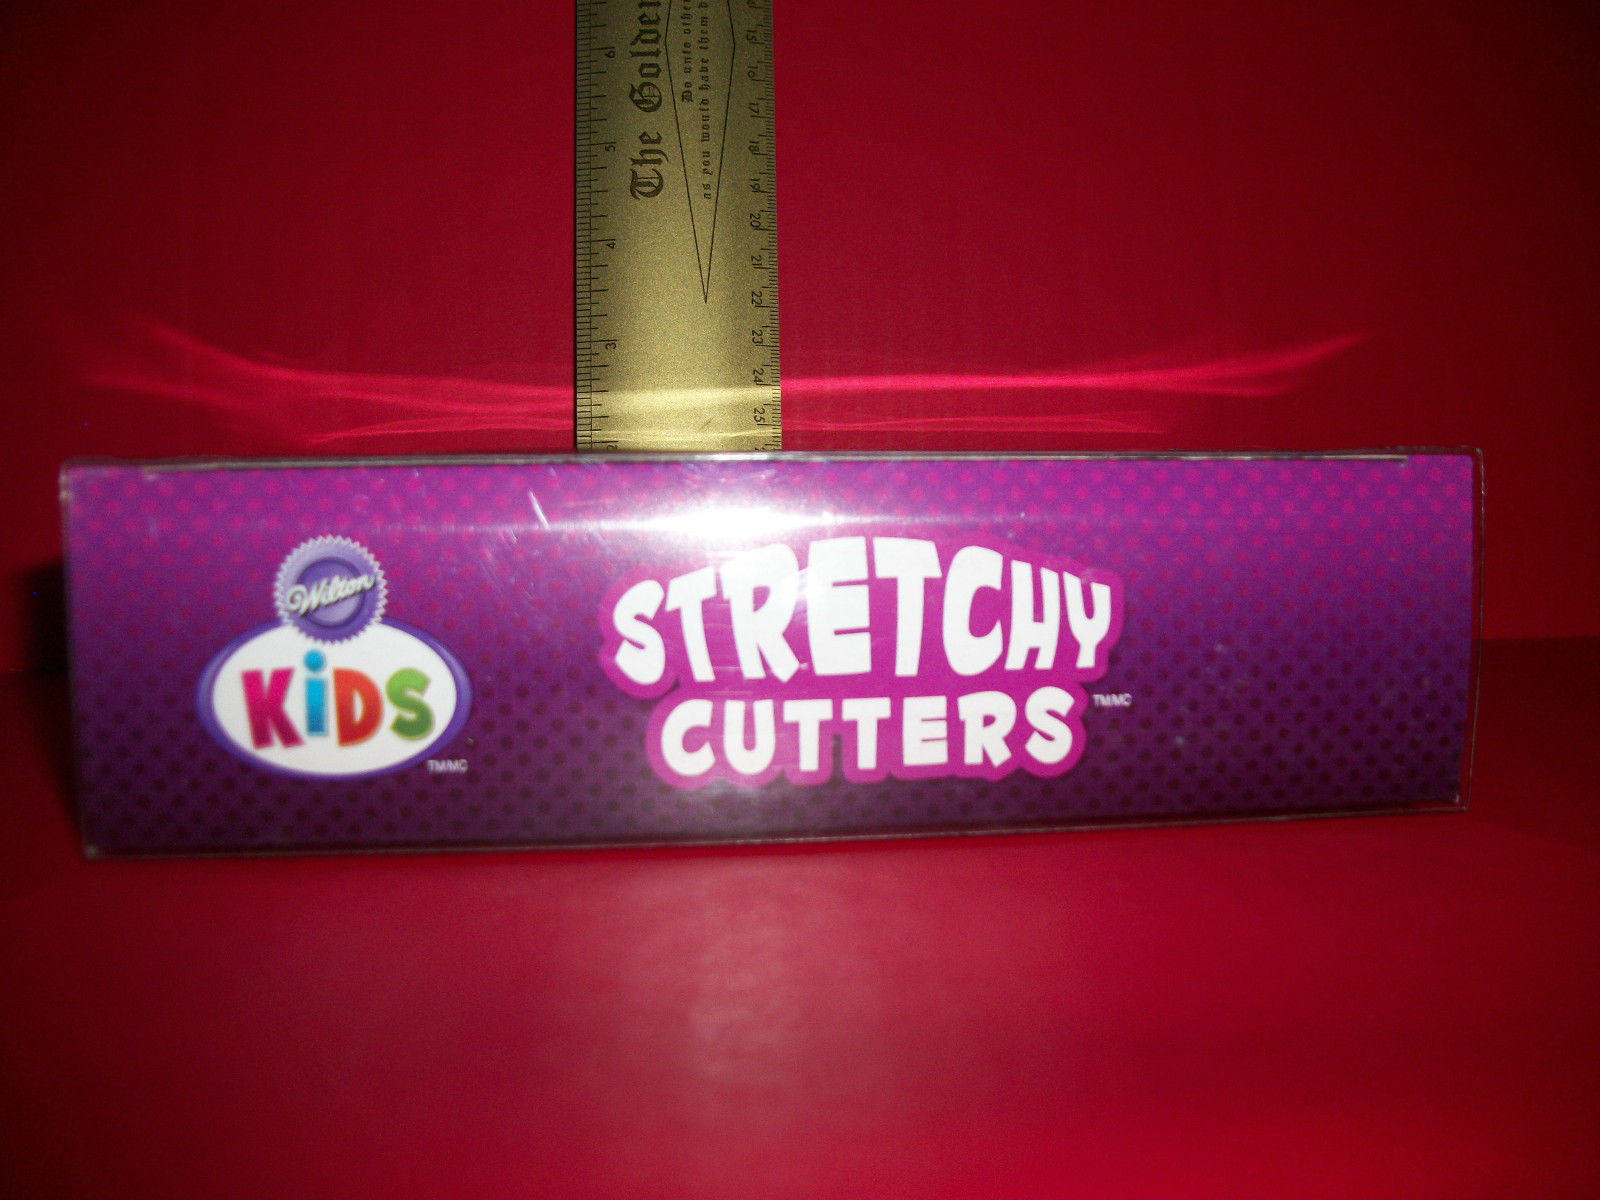 The Golden
Do unto other
as you would have them d
6
5
4
3
2
15
16
17
18
19
20
21
22
23
24
25
Wilton
KiDS
TM/MC
STRETCHY
CUTTERS
TM/MC